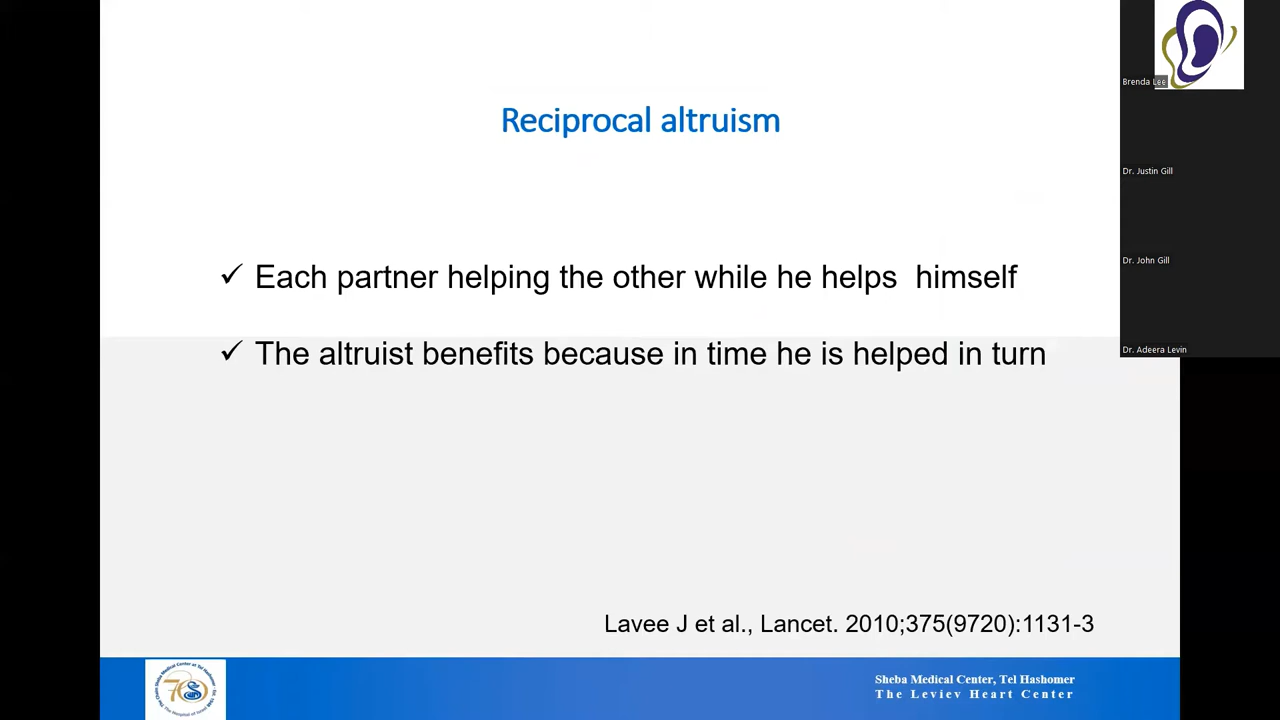 Reciprocal altruism
✓ Each partner helping the other while he helps himself
✓ The altruist benefits because in time he is helped in turn
Lavee J et al., Lancet. 2010;375(9720):1131-3
Sheba Medical Center, Tel Hashomer
The Leviev Heart Center
Brenda Lee
Dr. Justin Gill
Dr. John Gill
Dr. Adeera Levin